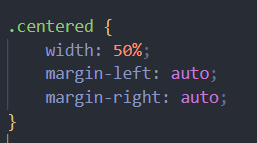 .centered {
    width: 50%;
    margin-left: auto;
    margin-right: auto;
}